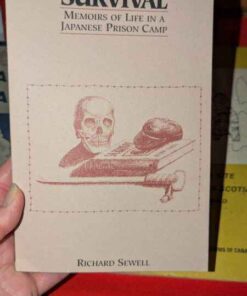 SURVIVAL
MEMOIRS OF LIFE IN A
JAPANESE PRISON CAMP
RICHARD SEWELL